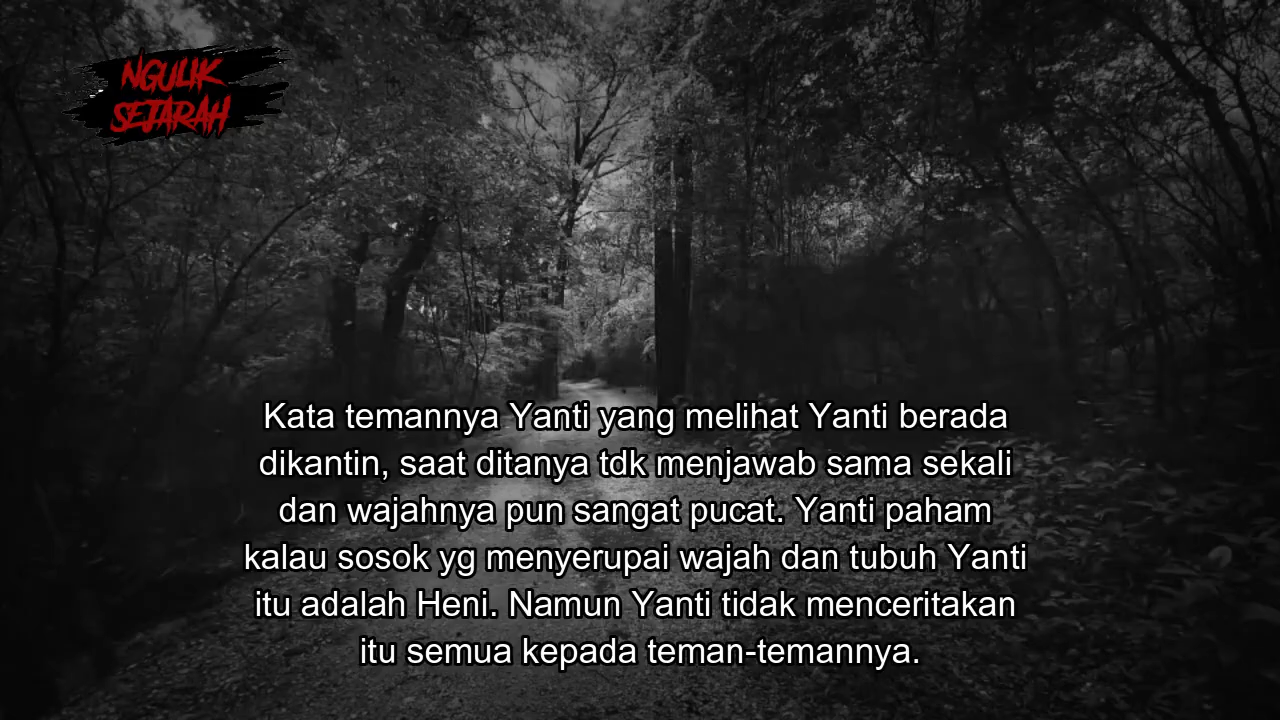 NGULIK
SEJARAH
Kata temannya Yanti yang melihat Yanti berada
dikantin, saat ditanya tdk menjawab sama sekali
dan wajahnya pun sangat pucat. Yanti paham
kalau sosok yg menyerupai wajah dan tubuh Yanti
itu adalah Heni. Namun Yanti tidak menceritakan
itu semua kepada teman-temannya.